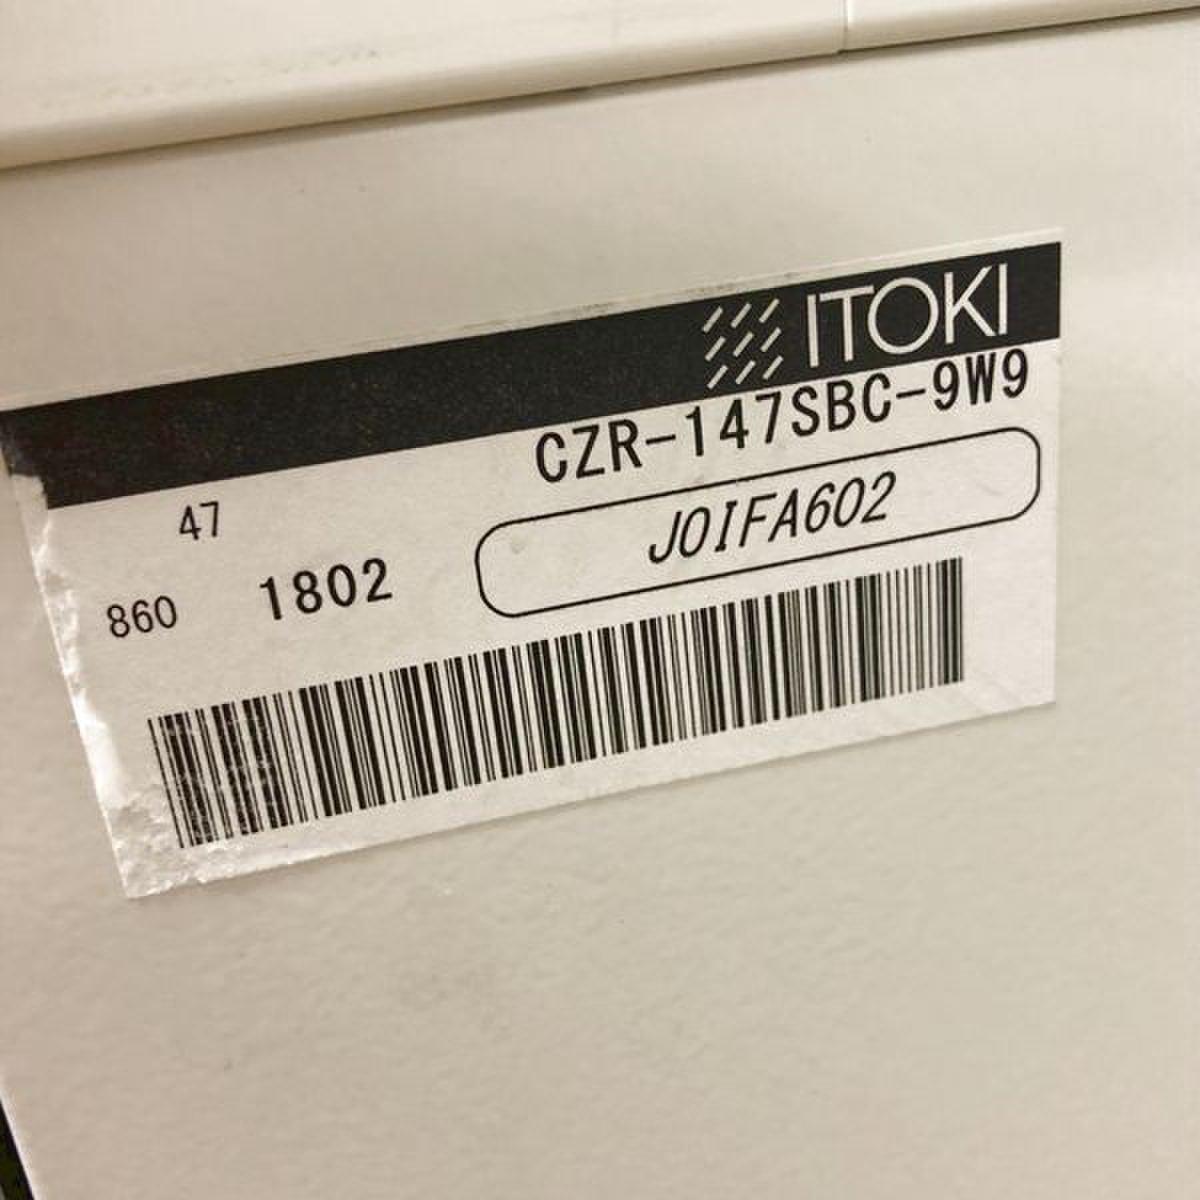 ITOKI
CZR-147SBC-9W9
47
J0IFA602
860 1802